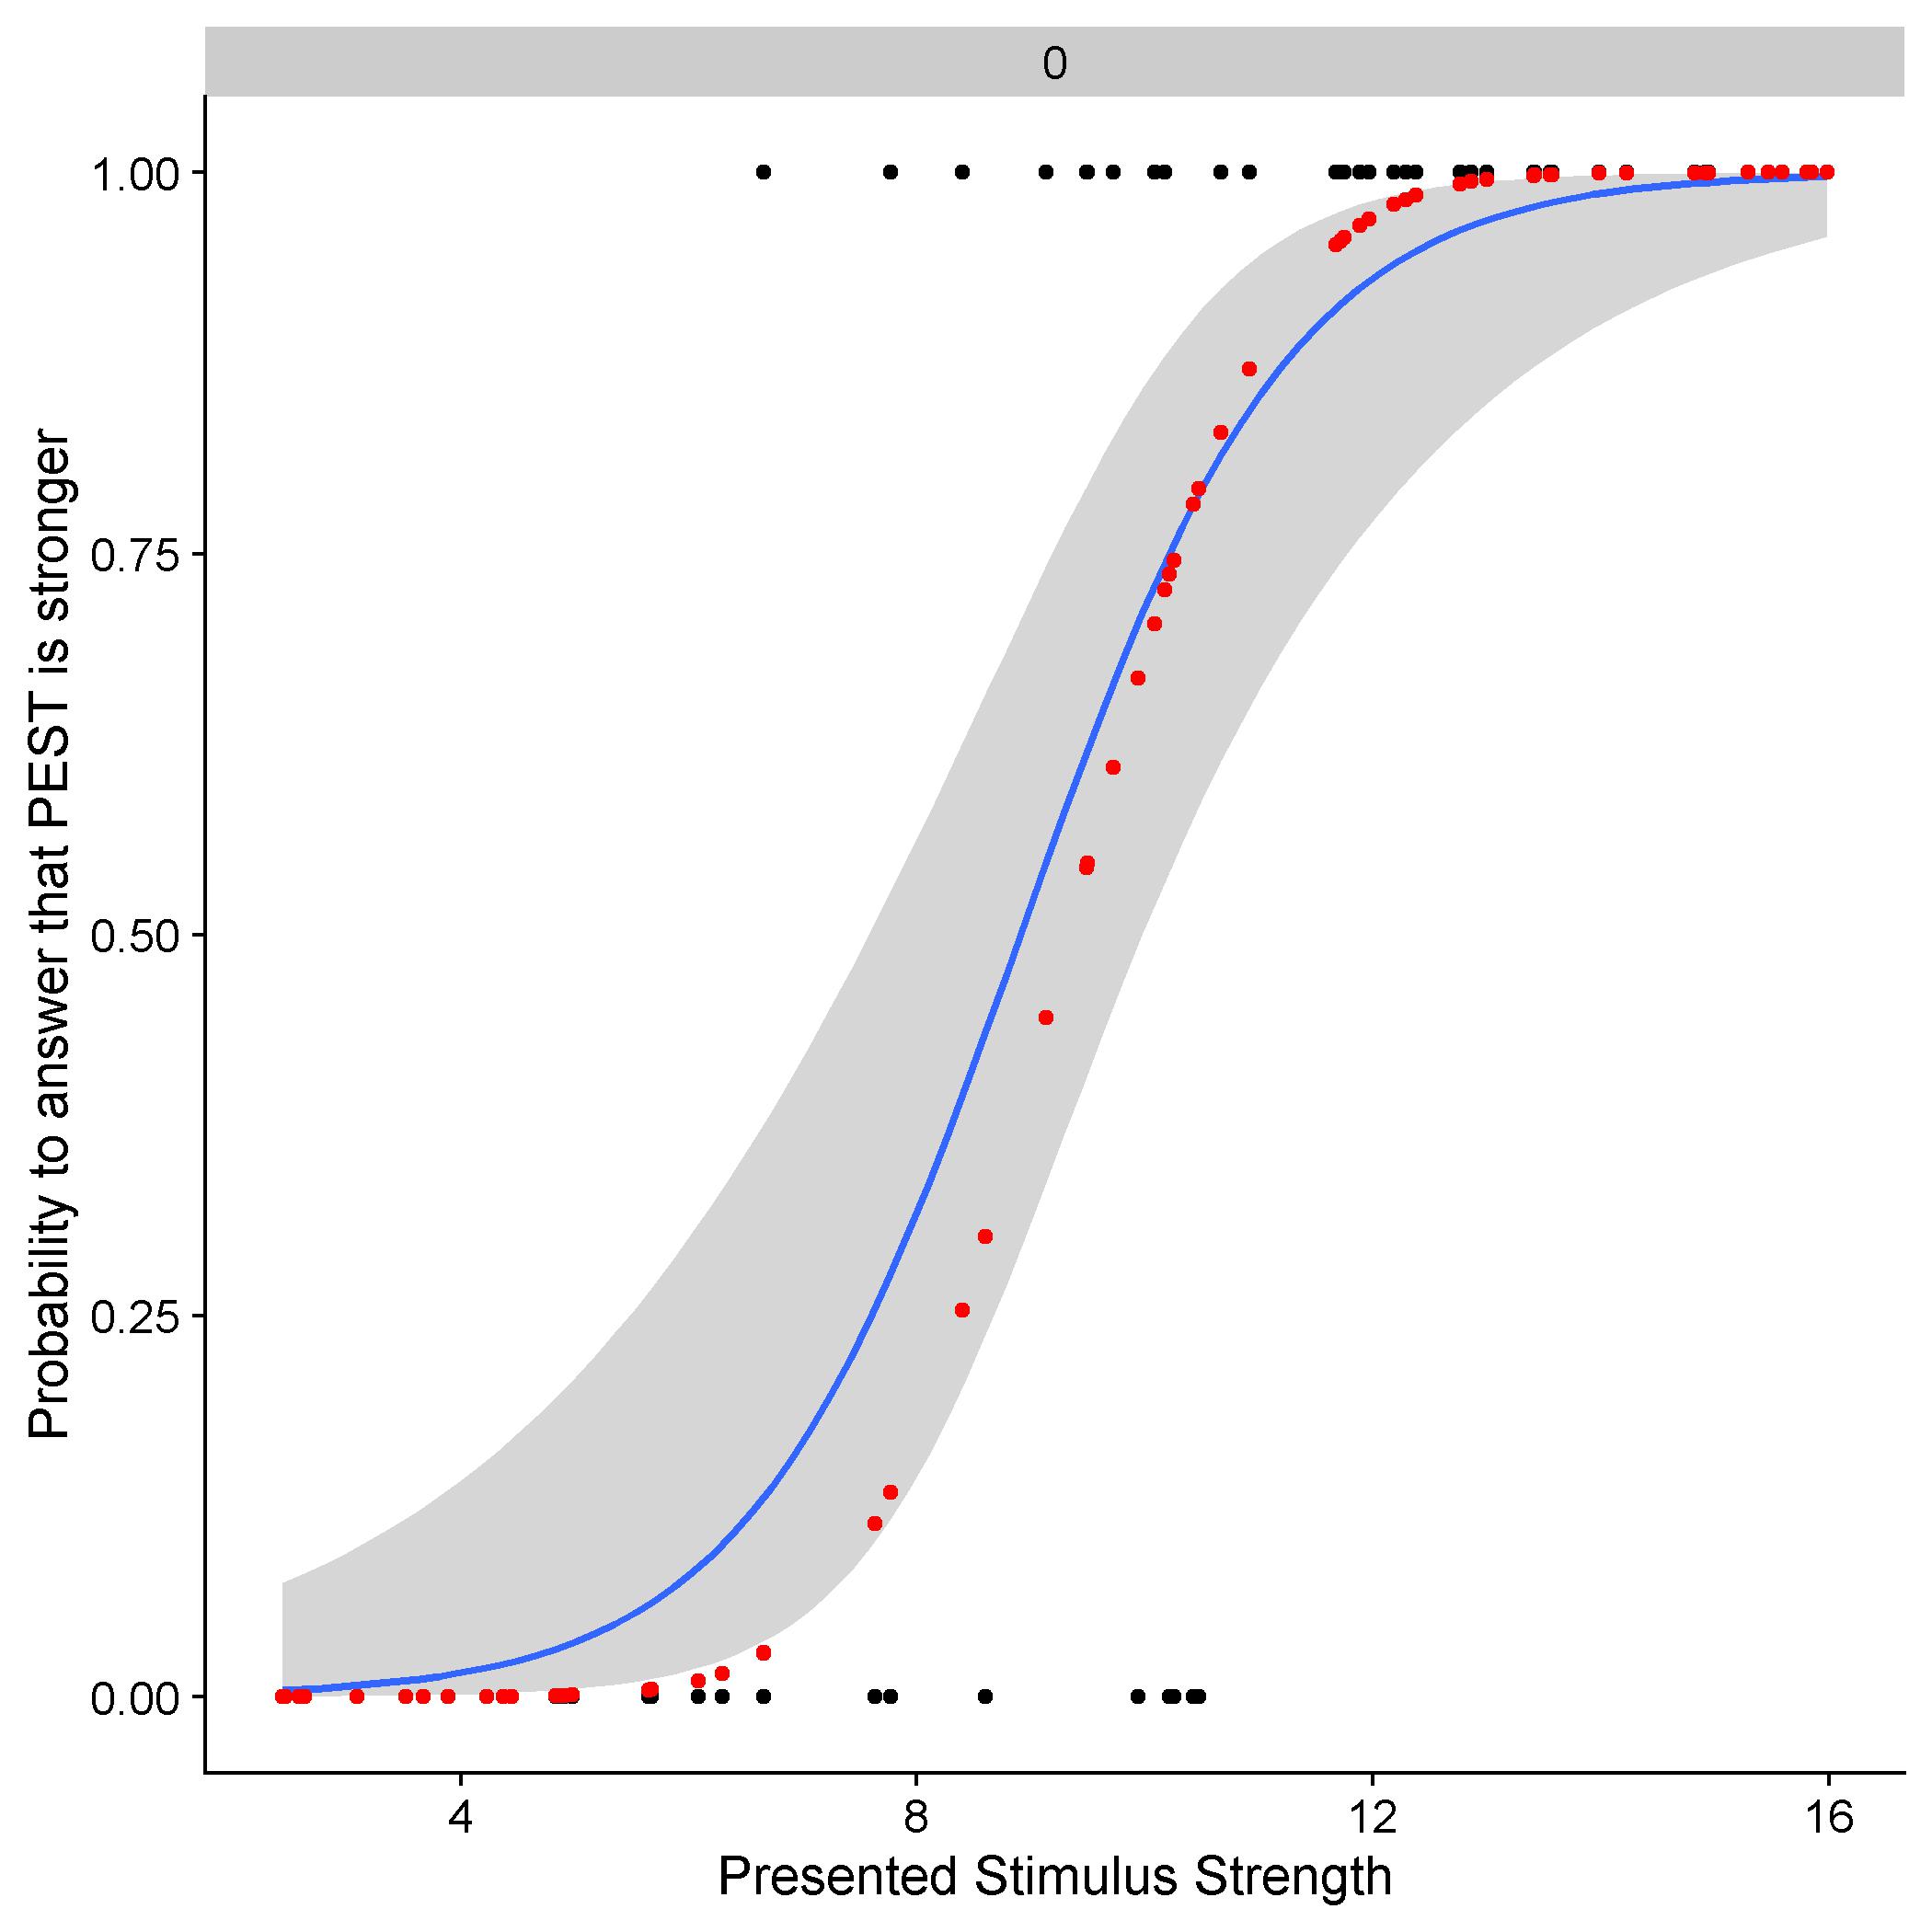 0
Probability to answer that PEST is stronger
1.00
0.75
0.50
0.25
0.00
4 8 12 16
Presented Stimulus Strength